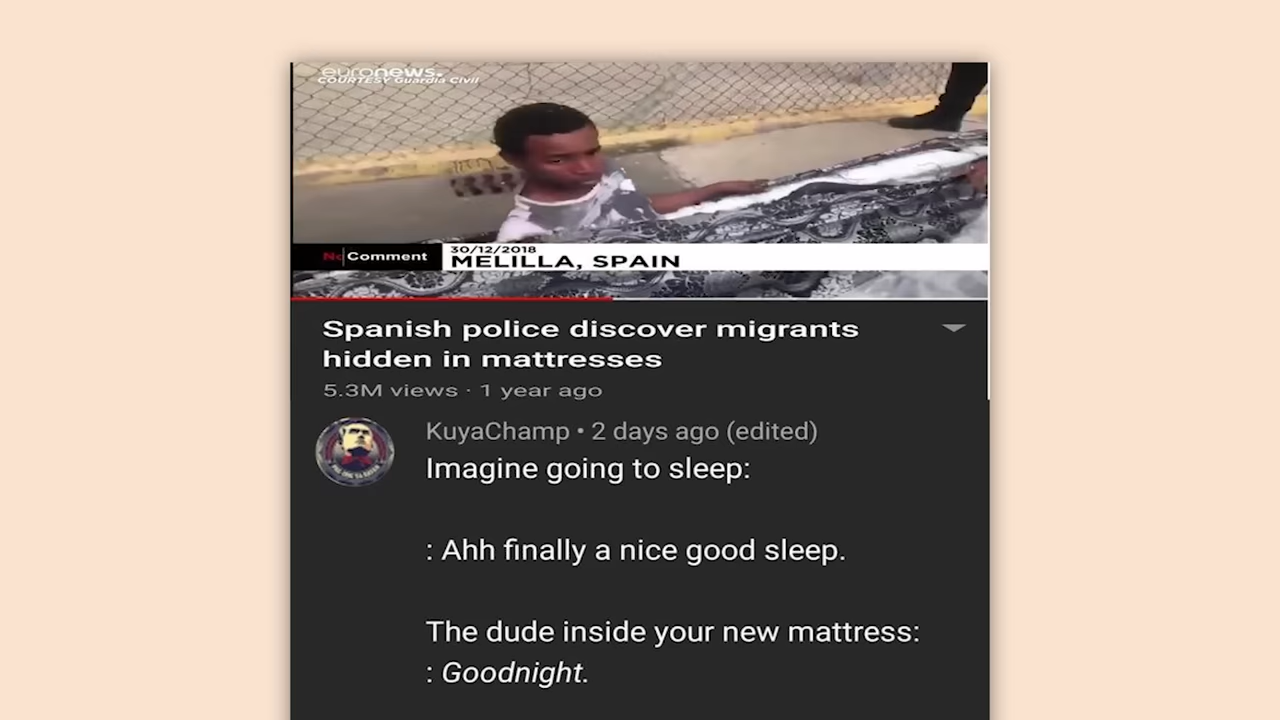 euronews.
COURTESY Guardia Civil
No Comment
30/12/2018
MELILLA, SPAIN
Spanish police discover migrants
hidden in mattresses
5.3M views · 1 year ago
KuyaChamp • 2 days ago (edited)
Imagine going to sleep:
: Ahh finally a nice good sleep.
The dude inside your new mattress:
: Goodnight.